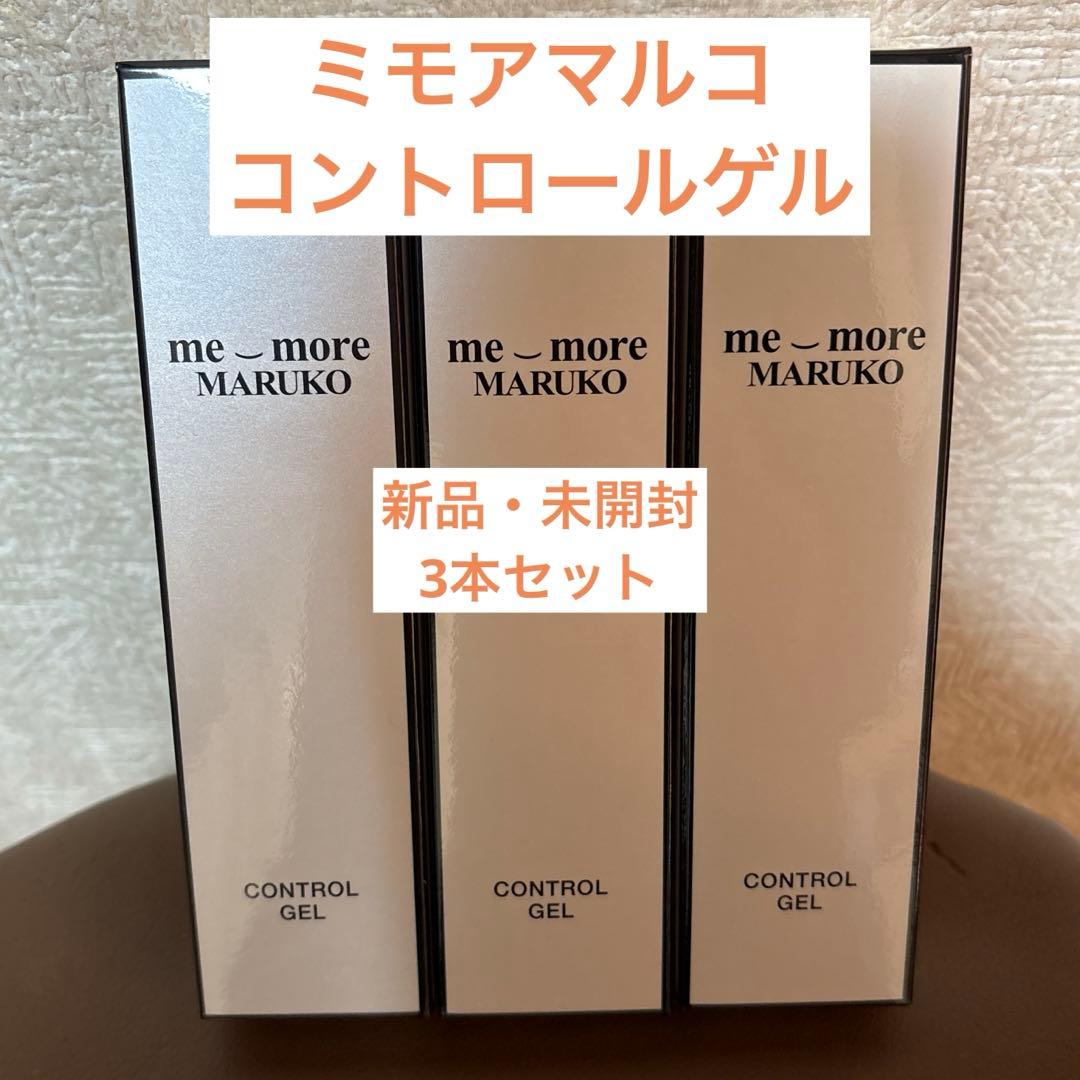 ミモアマルコ
コントロールゲル
me‿more
MARUKO
me‿more
MARUKO
me‿more
MARUKO
新品・未開封
3本セット
CONTROL
GEL
CONTROL
GEL
CONTROL
GEL